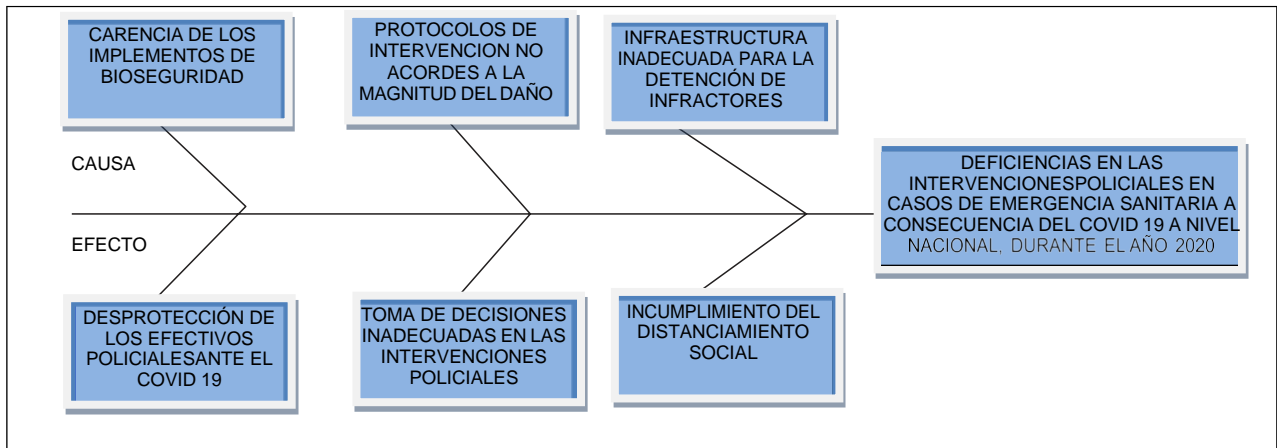 CARENCIA DE LOS
IMPLEMENTOS DE
BIOSEGURIDAD
PROTOCOLOS DE
INTERVENCION NO
ACORDES A LA
MAGNITUD DEL DAÑO
INFRAESTRUCTURA
INADECUADA PARA LA
DETENCIÓN DE
INFRACTORES
CAUSA
DEFICIENCIAS EN LAS
INTERVENCIONESPOLICIALES EN
CASOS DE EMERGENCIA SANITARIA A
CONSECUENCIA DEL COVID 19 A NIVEL
NACIONAL, DURANTE EL AÑO 2020
EFECTO
DESPROTECCIÓN DE
LOS EFECTIVOS
POLICIALESANTE EL
COVID 19
TOMA DE DECISIONES
INADECUADAS EN LAS
INTERVENCIONES
POLICIALES
INCUMPLIMIENTO DEL
DISTANCIAMIENTO
SOCIAL